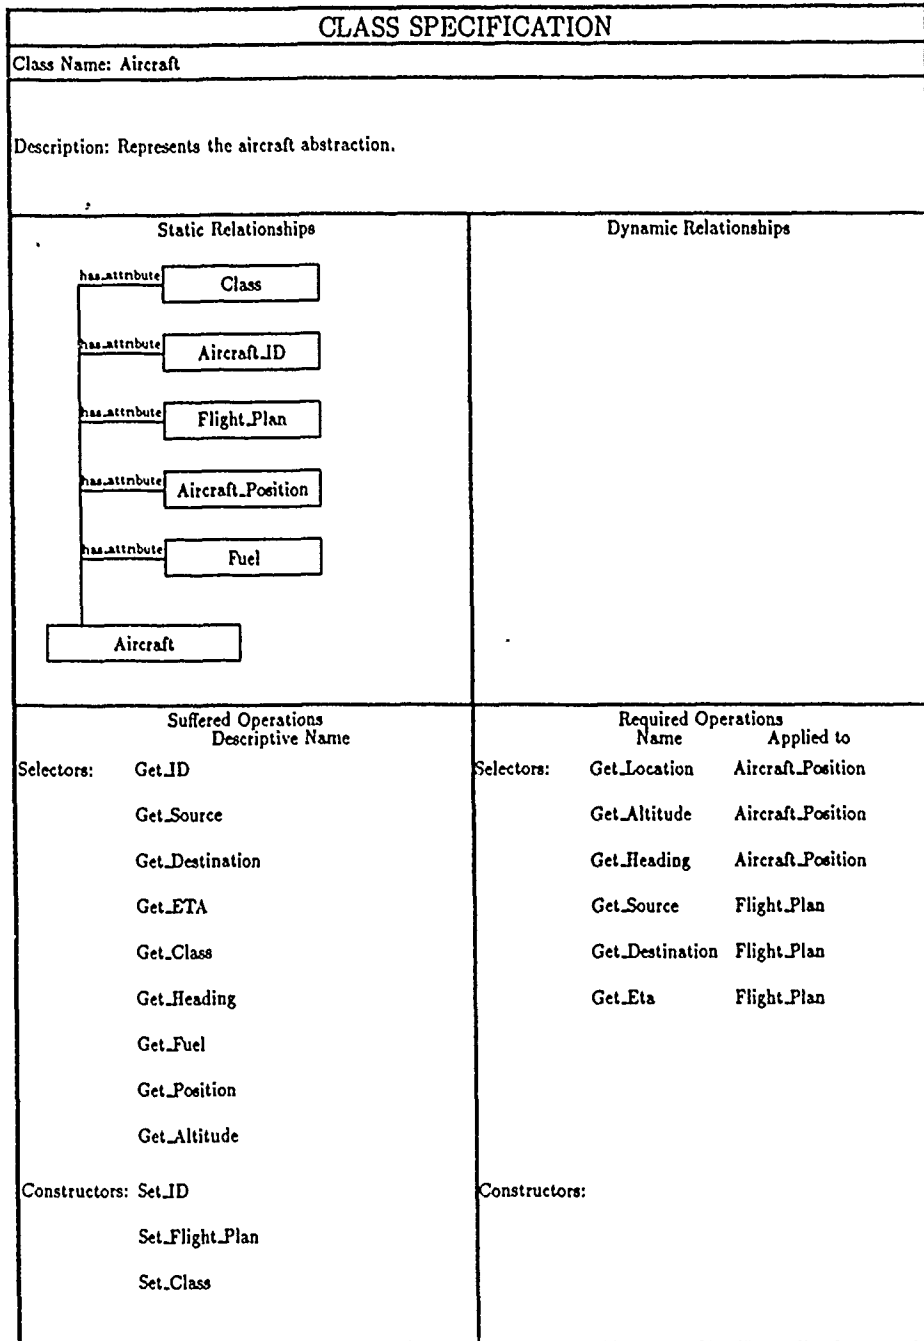 CLASS SPECIFICATION
Class Name: Aircraft
Description: Represents the aircraft abstraction.
Static Relationships
has_attribute Class
has_attribute Aircraft_ID
has_attribute Flight_Plan
has_attribute Aircraft_Position
has_attribute Fuel
Aircraft
Dynamic Relationships
Suffered Operations
Descriptive Name
Selectors: Get_ID
Get_Source
Get_Destination
Get_ETA
Get_Class
Get_Heading
Get_Fuel
Get_Position
Get_Altitude
Constructors: Set_ID
Set_Flight_Plan
Set_Class
Required Operations
Name Applied to
Selectors: Get_Location Aircraft_Position
Get_Altitude Aircraft_Position
Get_Heading Aircraft_Position
Get_Source Flight_Plan
Get_Destination Flight_Plan
Get_Eta Flight_Plan
Constructors: